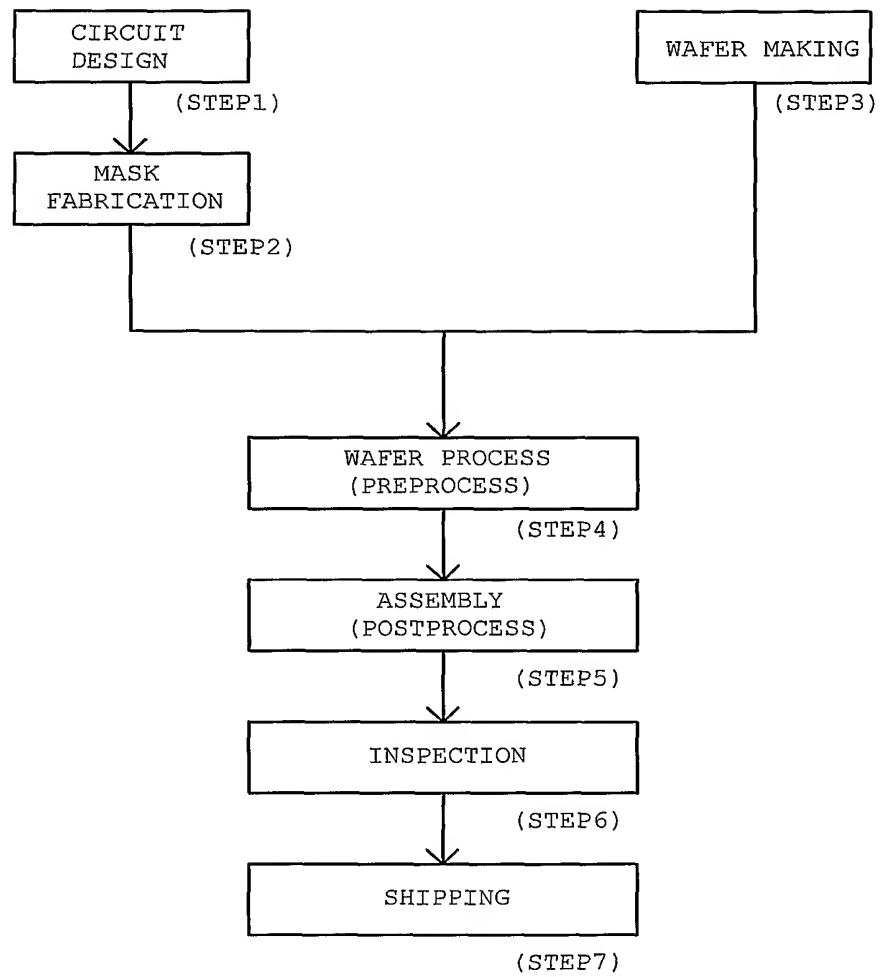 CIRCUIT
DESIGN
(STEP1)
MASK
FABRICATION
(STEP2)
WAFER MAKING
(STEP3)
WAFER PROCESS
(PREPROCESS)
(STEP4)
ASSEMBLY
(POSTPROCESS)
(STEP5)
INSPECTION
(STEP6)
SHIPPING
(STEP7)